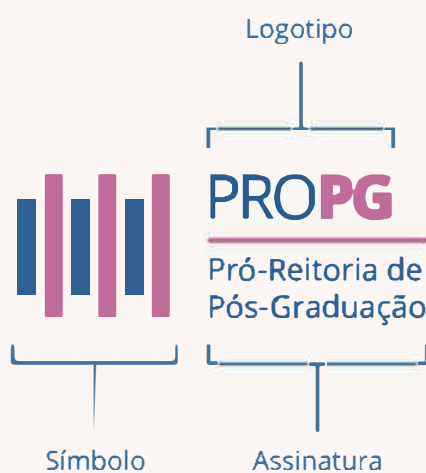 Logotipo
PROPG
Pró-Reitoria de
Pós-Graduação
Símbolo
Assinatura